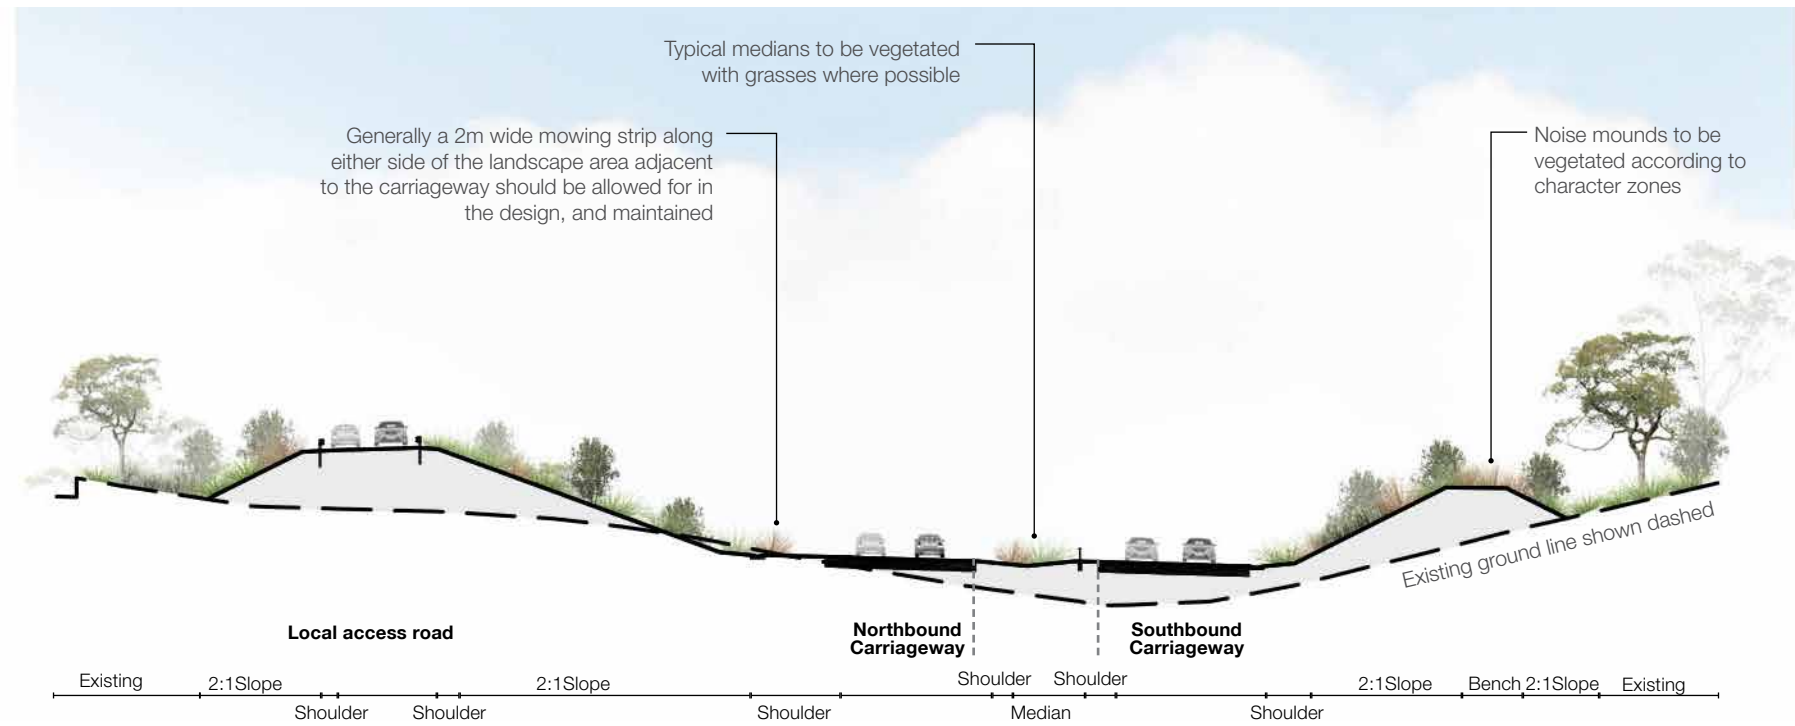 Typical medians to be vegetated
with grasses where possible
Generally a 2m wide mowing strip along
either side of the landscape area adjacent
to the carriageway should be allowed for in
the design, and maintained
Noise mounds to be
vegetated according to
character zones
Existing ground line shown dashed
Local access road
Northbound
Carriageway
Southbound
Carriageway
Existing
2:1Slope
2:1Slope
Shoulder
Shoulder
2:1Slope
Bench
2:1Slope
Existing
Shoulder
Shoulder
Shoulder
Median
Shoulder